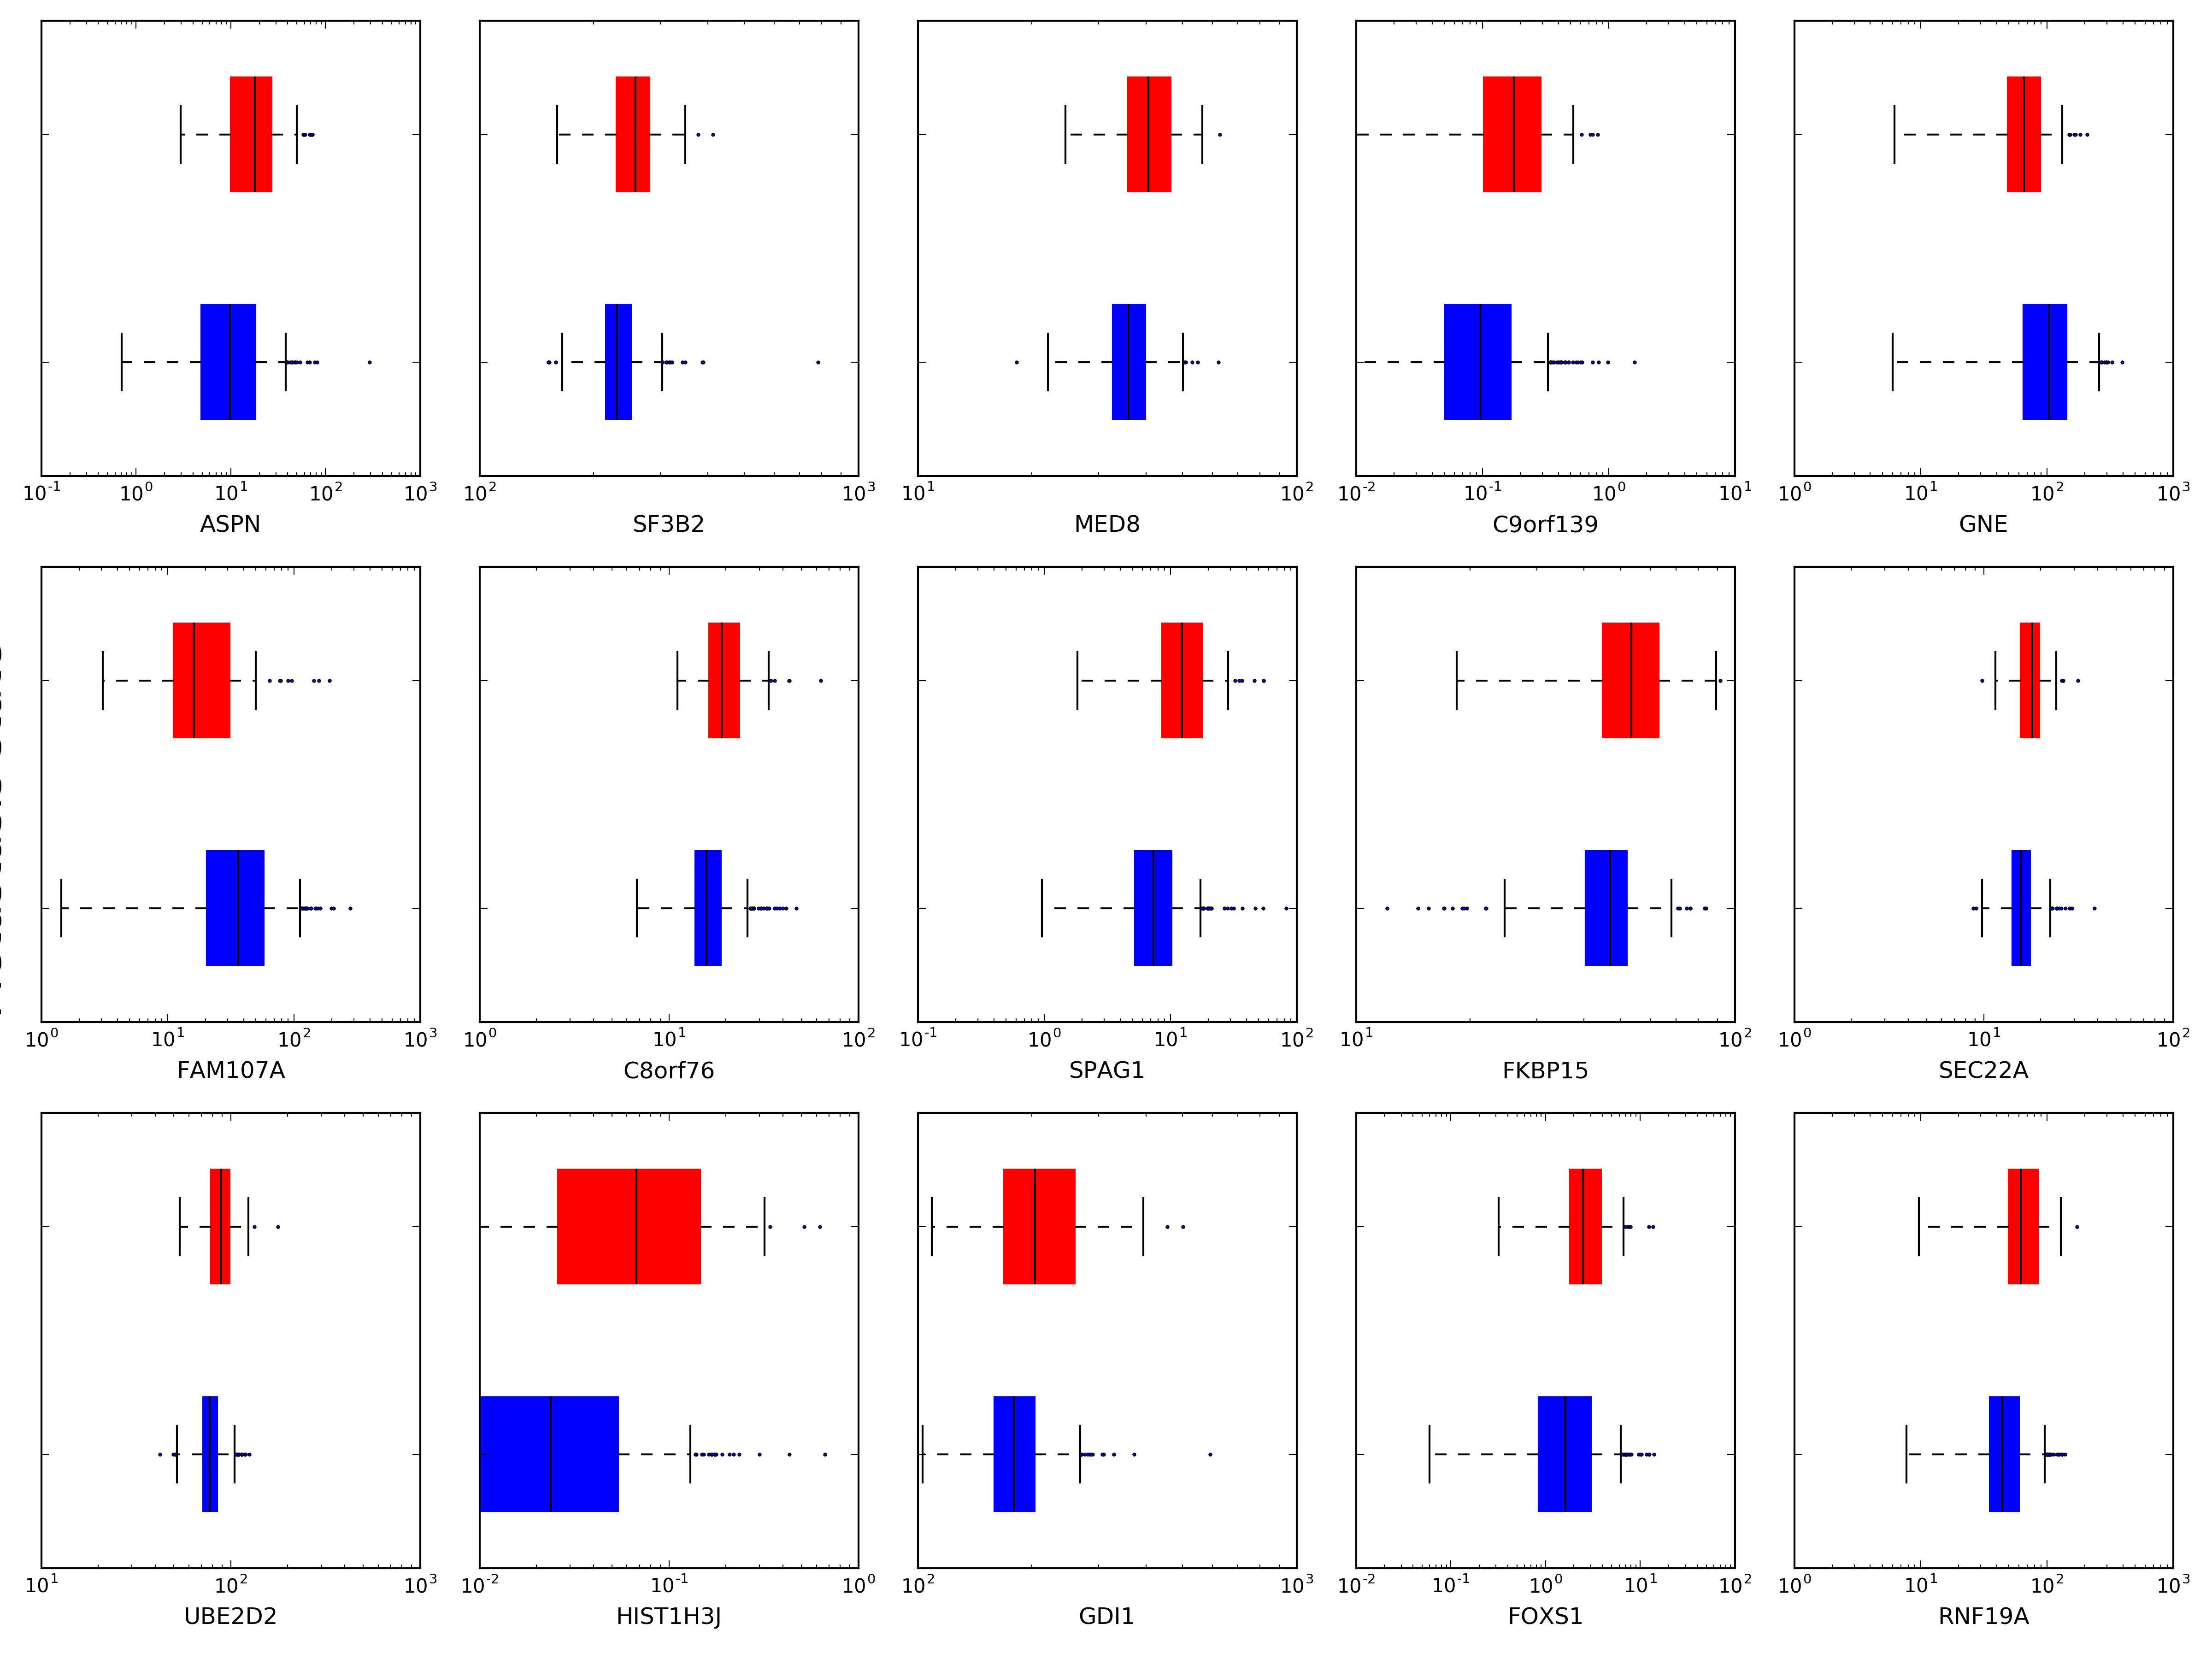 10^-1 10^0 10^1 10^2 10^3 10^2 10^3 10^1 10^2 10^-2 10^-1 10^0 10^1 10^0 10^1 10^2 10^3
ASPN SF3B2 MED8 C9orf139 GNE
10^0 10^1 10^2 10^3 10^0 10^1 10^2 10^-1 10^0 10^1 10^2 10^1 10^2 10^0 10^1 10^2
FAM107A C8orf76 SPAG1 FKBP15 SEC22A
10^1 10^2 10^3 10^-2 10^-1 10^0 10^2 10^3 10^-2 10^-1 10^0 10^1 10^2 10^0 10^1 10^2 10^3
UBE2D2 HIST1H3J GDI1 FOXS1 RNF19A